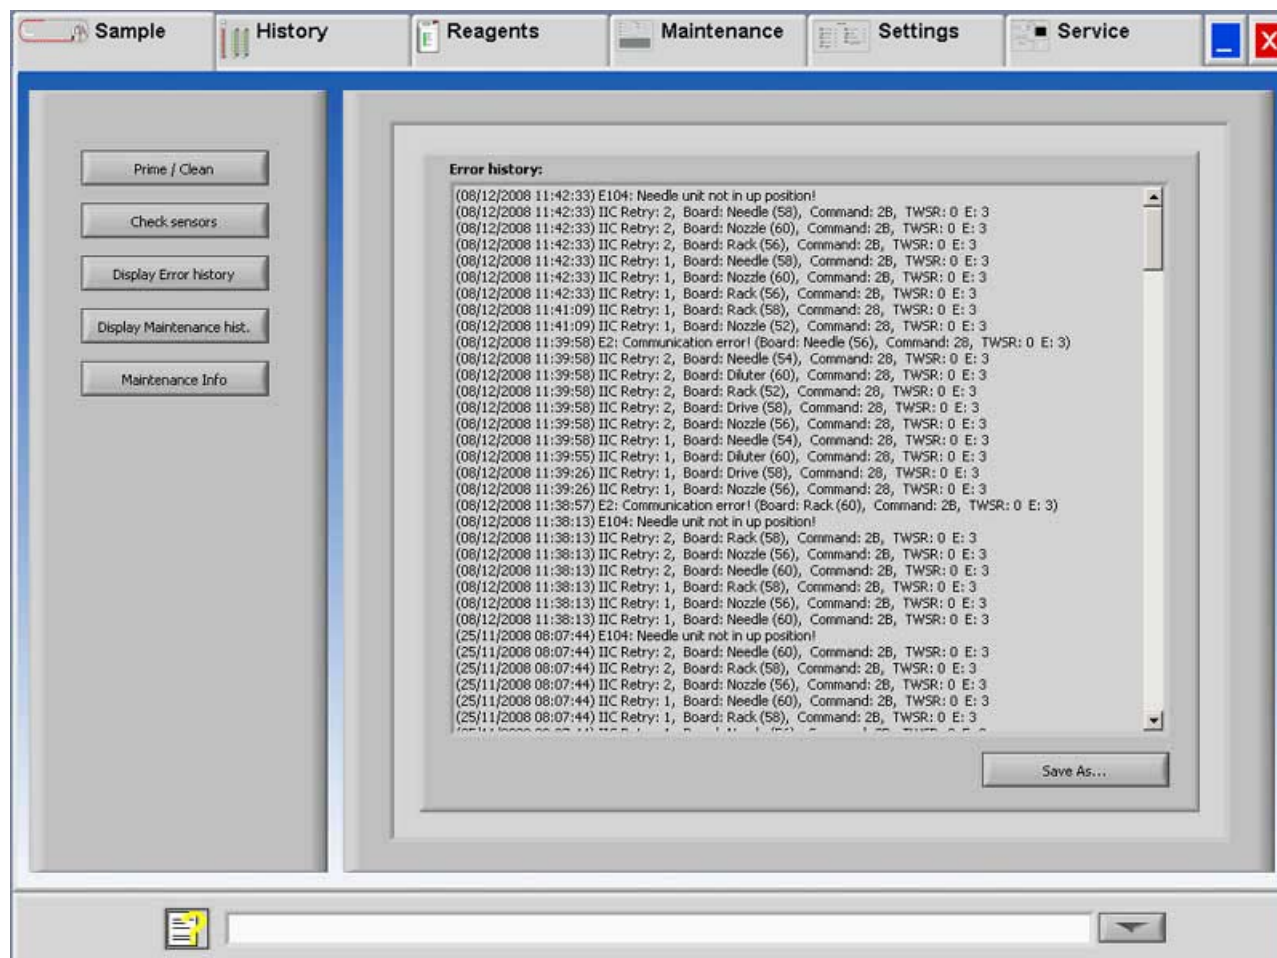 Sample
History
Reagents
Maintenance
Settings
Service
Prime / Clean
Check sensors
Display Error history
Display Maintenance hist.
Maintenance Info
Error history:
(08/12/2008 11:42:33) E104: Needle unit not in up position!
(08/12/2008 11:42:33) IIC Retry: 2, Board: Needle (58), Command: 2B, TWSR: 0 E: 3
(08/12/2008 11:42:33) IIC Retry: 2, Board: Nozzle (60), Command: 2B, TWSR: 0 E: 3
(08/12/2008 11:42:33) IIC Retry: 2, Board: Rack (56), Command: 2B, TWSR: 0 E: 3
(08/12/2008 11:42:33) IIC Retry: 1, Board: Needle (58), Command: 2B, TWSR: 0 E: 3
(08/12/2008 11:42:33) IIC Retry: 1, Board: Nozzle (60), Command: 2B, TWSR: 0 E: 3
(08/12/2008 11:42:33) IIC Retry: 1, Board: Rack (56), Command: 2B, TWSR: 0 E: 3
(08/12/2008 11:41:09) IIC Retry: 1, Board: Rack (58), Command: 28, TWSR: 0 E: 3
(08/12/2008 11:41:09) IIC Retry: 1, Board: Nozzle (52), Command: 28, TWSR: 0 E: 3
(08/12/2008 11:39:58) E2: Communication error! (Board: Needle (56), Command: 28, TWSR: 0 E: 3)
(08/12/2008 11:39:58) IIC Retry: 2, Board: Needle (54), Command: 28, TWSR: 0 E: 3
(08/12/2008 11:39:58) IIC Retry: 2, Board: Diluter (60), Command: 28, TWSR: 0 E: 3
(08/12/2008 11:39:58) IIC Retry: 2, Board: Rack (52), Command: 28, TWSR: 0 E: 3
(08/12/2008 11:39:58) IIC Retry: 2, Board: Drive (58), Command: 28, TWSR: 0 E: 3
(08/12/2008 11:39:58) IIC Retry: 2, Board: Nozzle (56), Command: 28, TWSR: 0 E: 3
(08/12/2008 11:39:58) IIC Retry: 1, Board: Needle (54), Command: 28, TWSR: 0 E: 3
(08/12/2008 11:39:55) IIC Retry: 1, Board: Diluter (60), Command: 28, TWSR: 0 E: 3
(08/12/2008 11:39:26) IIC Retry: 1, Board: Drive (58), Command: 28, TWSR: 0 E: 3
(08/12/2008 11:39:26) IIC Retry: 1, Board: Nozzle (56), Command: 28, TWSR: 0 E: 3
(08/12/2008 11:38:57) E2: Communication error! (Board: Rack (60), Command: 2B, TWSR: 0 E: 3)
(08/12/2008 11:38:13) E104: Needle unit not in up position!
(08/12/2008 11:38:13) IIC Retry: 2, Board: Rack (58), Command: 2B, TWSR: 0 E: 3
(08/12/2008 11:38:13) IIC Retry: 2, Board: Nozzle (56), Command: 2B, TWSR: 0 E: 3
(08/12/2008 11:38:13) IIC Retry: 2, Board: Needle (60), Command: 2B, TWSR: 0 E: 3
(08/12/2008 11:38:13) IIC Retry: 1, Board: Rack (58), Command: 2B, TWSR: 0 E: 3
(08/12/2008 11:38:13) IIC Retry: 1, Board: Nozzle (56), Command: 2B, TWSR: 0 E: 3
(08/12/2008 11:38:13) IIC Retry: 1, Board: Needle (60), Command: 2B, TWSR: 0 E: 3
(25/11/2008 08:07:44) E104: Needle unit not in up position!
(25/11/2008 08:07:44) IIC Retry: 2, Board: Needle (60), Command: 2B, TWSR: 0 E: 3
(25/11/2008 08:07:44) IIC Retry: 2, Board: Rack (58), Command: 2B, TWSR: 0 E: 3
(25/11/2008 08:07:44) IIC Retry: 2, Board: Nozzle (56), Command: 2B, TWSR: 0 E: 3
(25/11/2008 08:07:44) IIC Retry: 1, Board: Needle (60), Command: 2B, TWSR: 0 E: 3
(25/11/2008 08:07:44) IIC Retry: 1, Board: Rack (58), Command: 2B, TWSR: 0 E: 3
Save As...